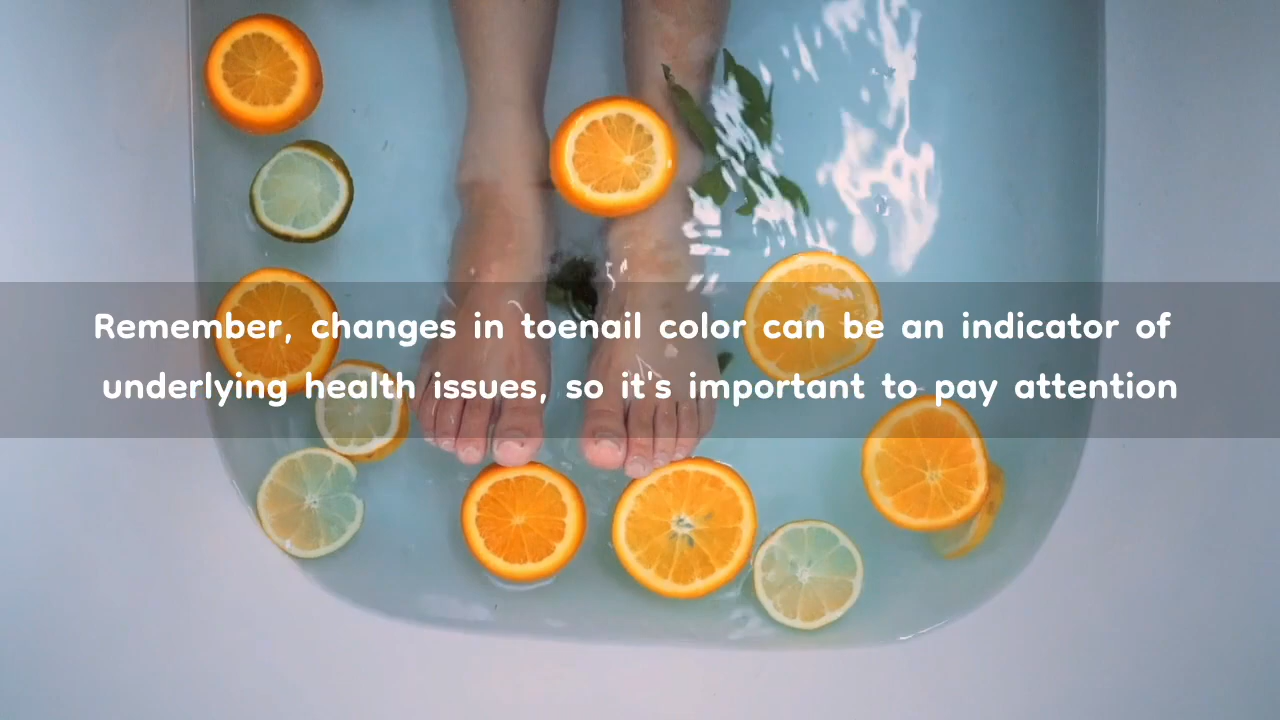 Remember, changes in toenail color can be an indicator of
underlying health issues, so it's important to pay attention